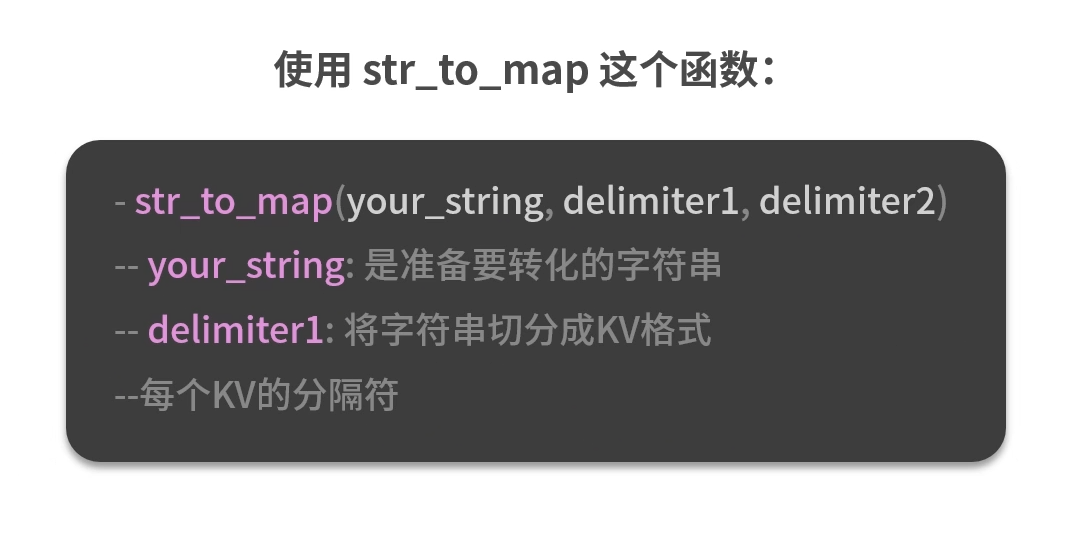 使用 str_to_map 这个函数：
- str_to_map(your_string, delimiter1, delimiter2)
-- your_string: 是准备要转化的字符串
-- delimiter1: 将字符串切分成KV格式
--每个KV的分隔符